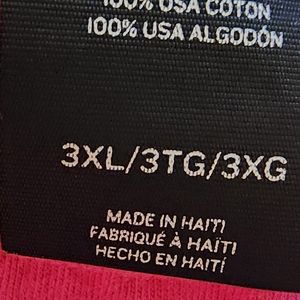 100% USA COTON
100% USA ALGODÓN
3XL/3TG/3XG
MADE IN HAITI
FABRIQUÉ À HAÏTI
HECHO EN HAITÍ